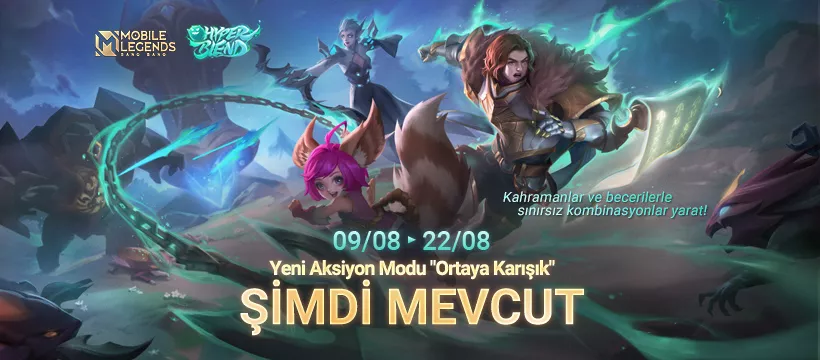 MOBILE
LEGENDS
BANG BANG
HYPER
BLEND
Kahramanlar ve becerilerle
sınırsız kombinasyonlar yarat!
09/08 ▸ 22/08
Yeni Aksiyon Modu "Ortaya Karışık"
ŞİMDİ MEVCUT